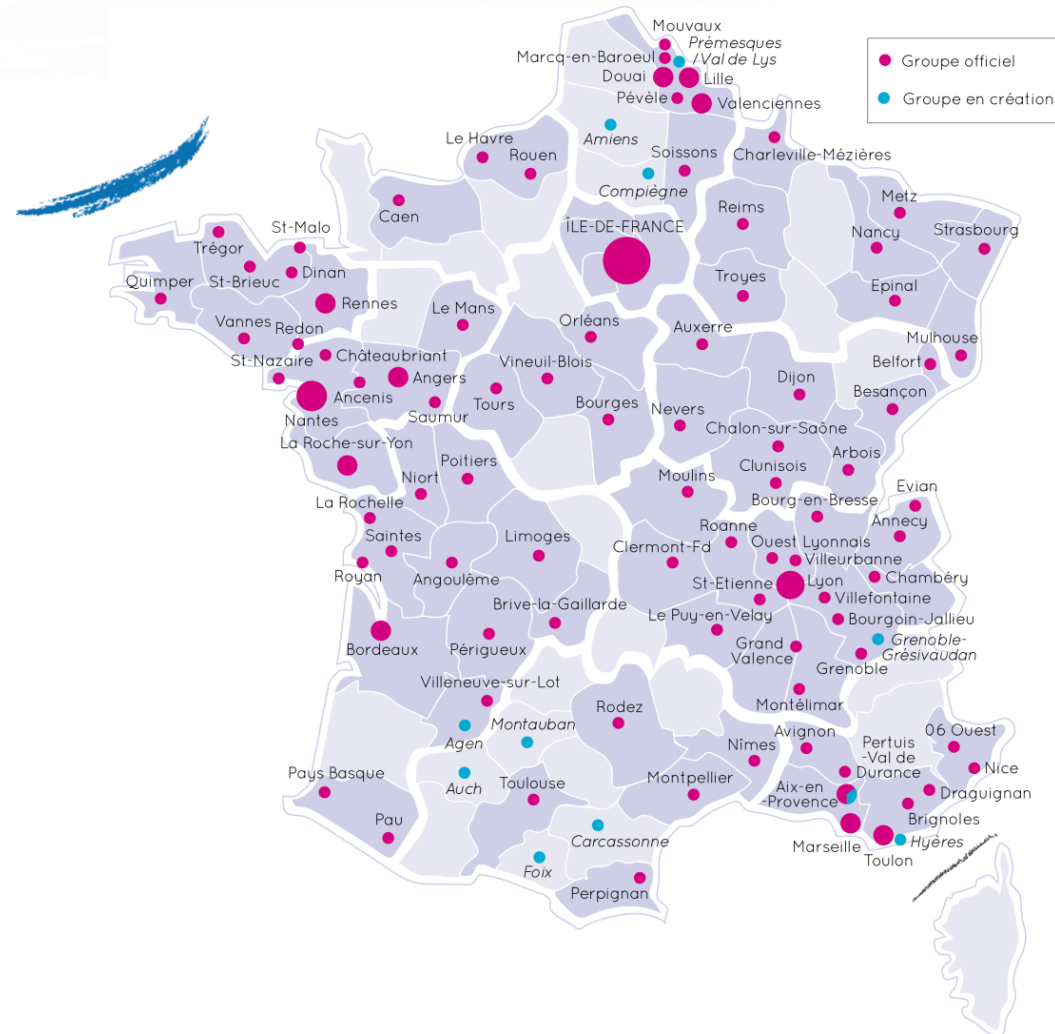 Mouvaux
Prémesques
/Val de Lys
Marcq-en-Baroeul
Douai
Lille
Pévèle
Valenciennes
Groupe officiel
Groupe en création
Amiens
Le Havre
Rouen
Soissons
Charleville-Mézières
Compiègne
Caen
Metz
Reims
Nancy
Strasbourg
ÎLE-DE-FRANCE
St-Malo
Trégor
Dinan
St-Brieuc
Quimper
Rennes
Troyes
Epinal
Le Mans
Orléans
Auxerre
Vannes
Redon
Mulhouse
Belfort
St-Nazaire
Châteaubriant
Vineuil-Blois
Angers
Dijon
Ancenis
Tours
Besançon
Saumur
Bourges
Nevers
Nantes
Chalon-sur-Saône
La Roche-sur-Yon
Arbois
Poitiers
Clunisois
Niort
Moulins
Evian
Bourg-en-Bresse
La Rochelle
Annecy
Roanne
Saintes
Limoges
Ouest Lyonnais
Clermont-Fd
Villeurbanne
Royan
Angoulême
St-Etienne
Lyon
Chambéry
Villefontaine
Brive-la-Gaillarde
Le Puy-en-Velay
Bourgoin-Jallieu
Bordeaux
Périgueux
Grand
Valence
Grenoble-
Grésivaudan
Grenoble
Villeneuve-sur-Lot
Montélimar
Rodez
Montauban
Avignon
06 Ouest
Agen
Nîmes
Pertuis
-Val de
Durance
Nice
Pays Basque
Auch
Toulouse
Montpellier
Aix-en
-Provence
Draguignan
Brignoles
Pau
Carcassonne
Marseille
Hyères
Toulon
Foix
Perpignan